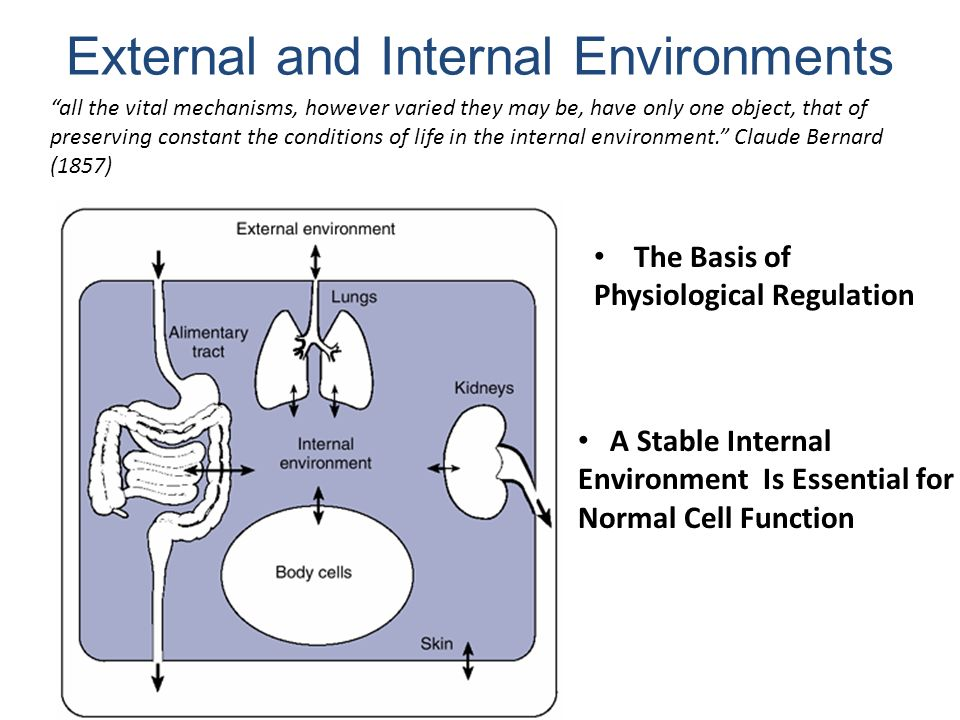 External and Internal Environments
“all the vital mechanisms, however varied they may be, have only one object, that of
preserving constant the conditions of life in the internal environment.” Claude Bernard
(1857)
External environment
Lungs
Alimentary
tract
Kidneys
Internal
environment
Body cells
Skin
• The Basis of
Physiological Regulation
• A Stable Internal
Environment Is Essential for
Normal Cell Function